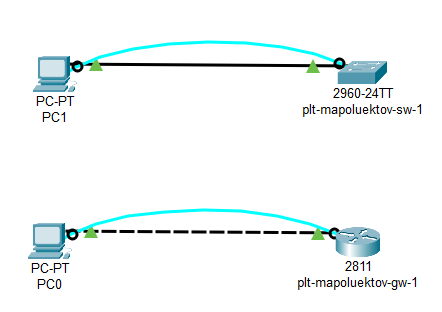 PC-PT
PC1
2960-24TT
plt-mapoluektov-sw-1
PC-PT
PC0
2811
plt-mapoluektov-gw-1